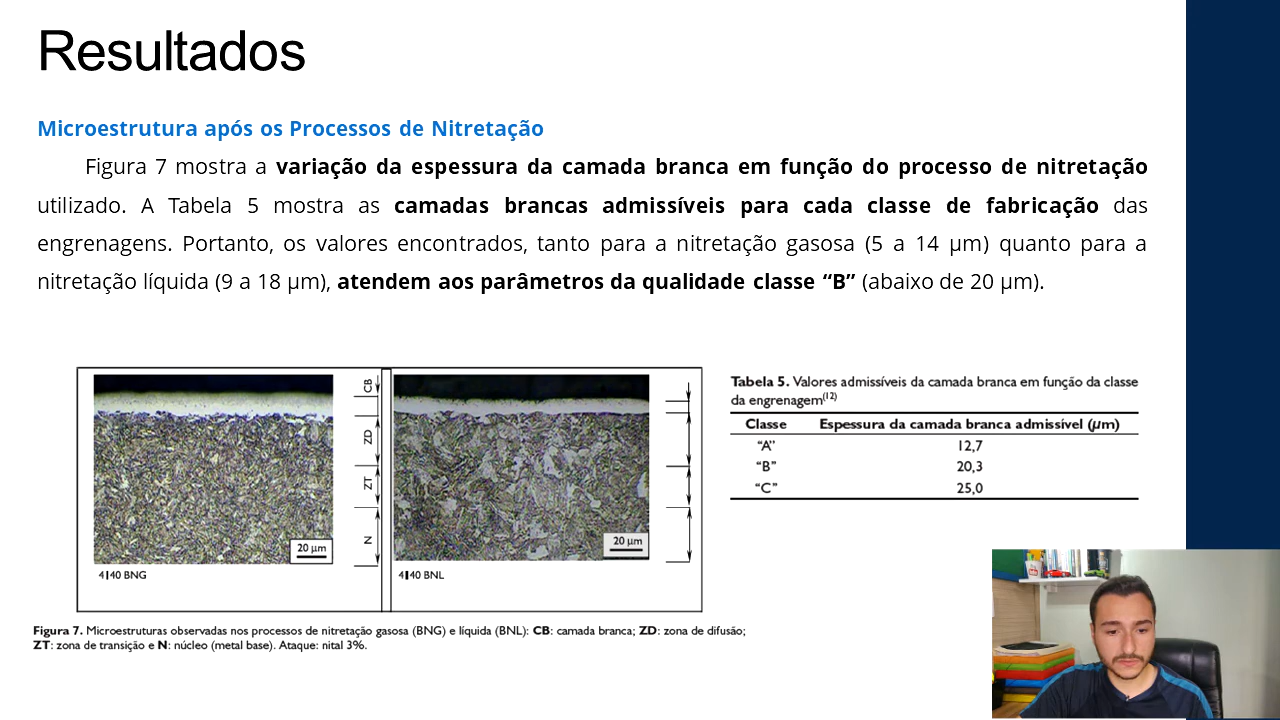 Resultados
Microestrutura após os Processos de Nitretação
Figura 7 mostra a variação da espessura da camada branca em função do processo de nitretação
utilizado. A Tabela 5 mostra as camadas brancas admissíveis para cada classe de fabricação das
engrenagens. Portanto, os valores encontrados, tanto para a nitretação gasosa (5 a 14 µm) quanto para a
nitretação líquida (9 a 18 µm), atendem aos parâmetros da qualidade classe “B” (abaixo de 20 µm).
CB
ZD
ZT
N
20 µm
20 µm
4140 BNG
4140 BNL
Figura 7. Microestruturas observadas nos processos de nitretação gasosa (BNG) e líquida (BNL): CB: camada branca; ZD: zona de difusão;
ZT: zona de transição e N: núcleo (metal base). Ataque: nital 3%.
Tabela 5. Valores admissíveis da camada branca em função da classe
da engrenagem(12)
Classe Espessura da camada branca admissível (µm)
“A” 12,7
“B” 20,3
“C” 25,0